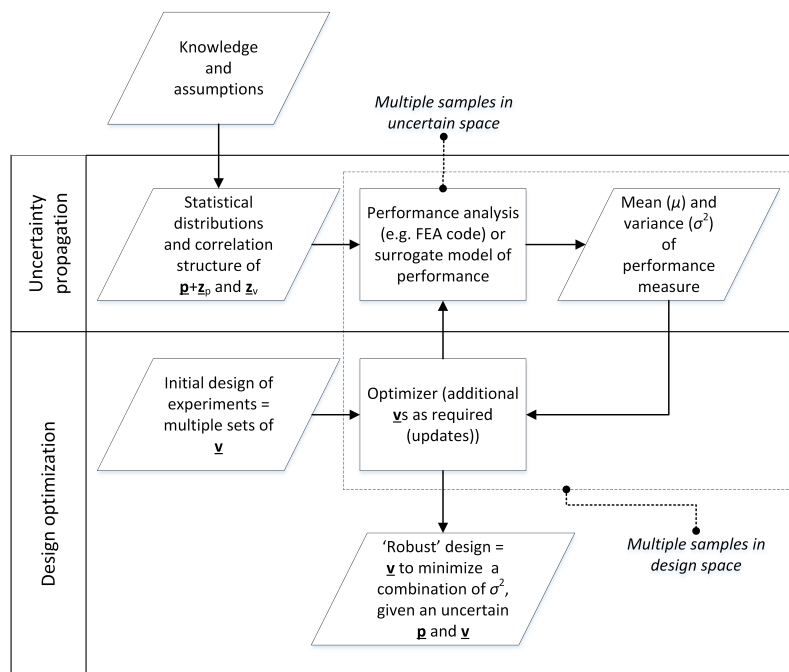 Knowledge
and
assumptions
Multiple samples in
uncertain space
Uncertainty
propagation
Statistical
distributions
and correlation
structure of
p+zp and zv
Performance analysis
(e.g. FEA code) or
surrogate model of
performance
Mean (μ) and
variance (σ²)
of
performance
measure
Design optimization
Initial design of
experiments =
multiple sets of
v
Optimizer (additional
vs as required
(updates))
‘Robust’ design =
v to minimize a
combination of σ²,
given an uncertain
p and v
Multiple samples in
design space